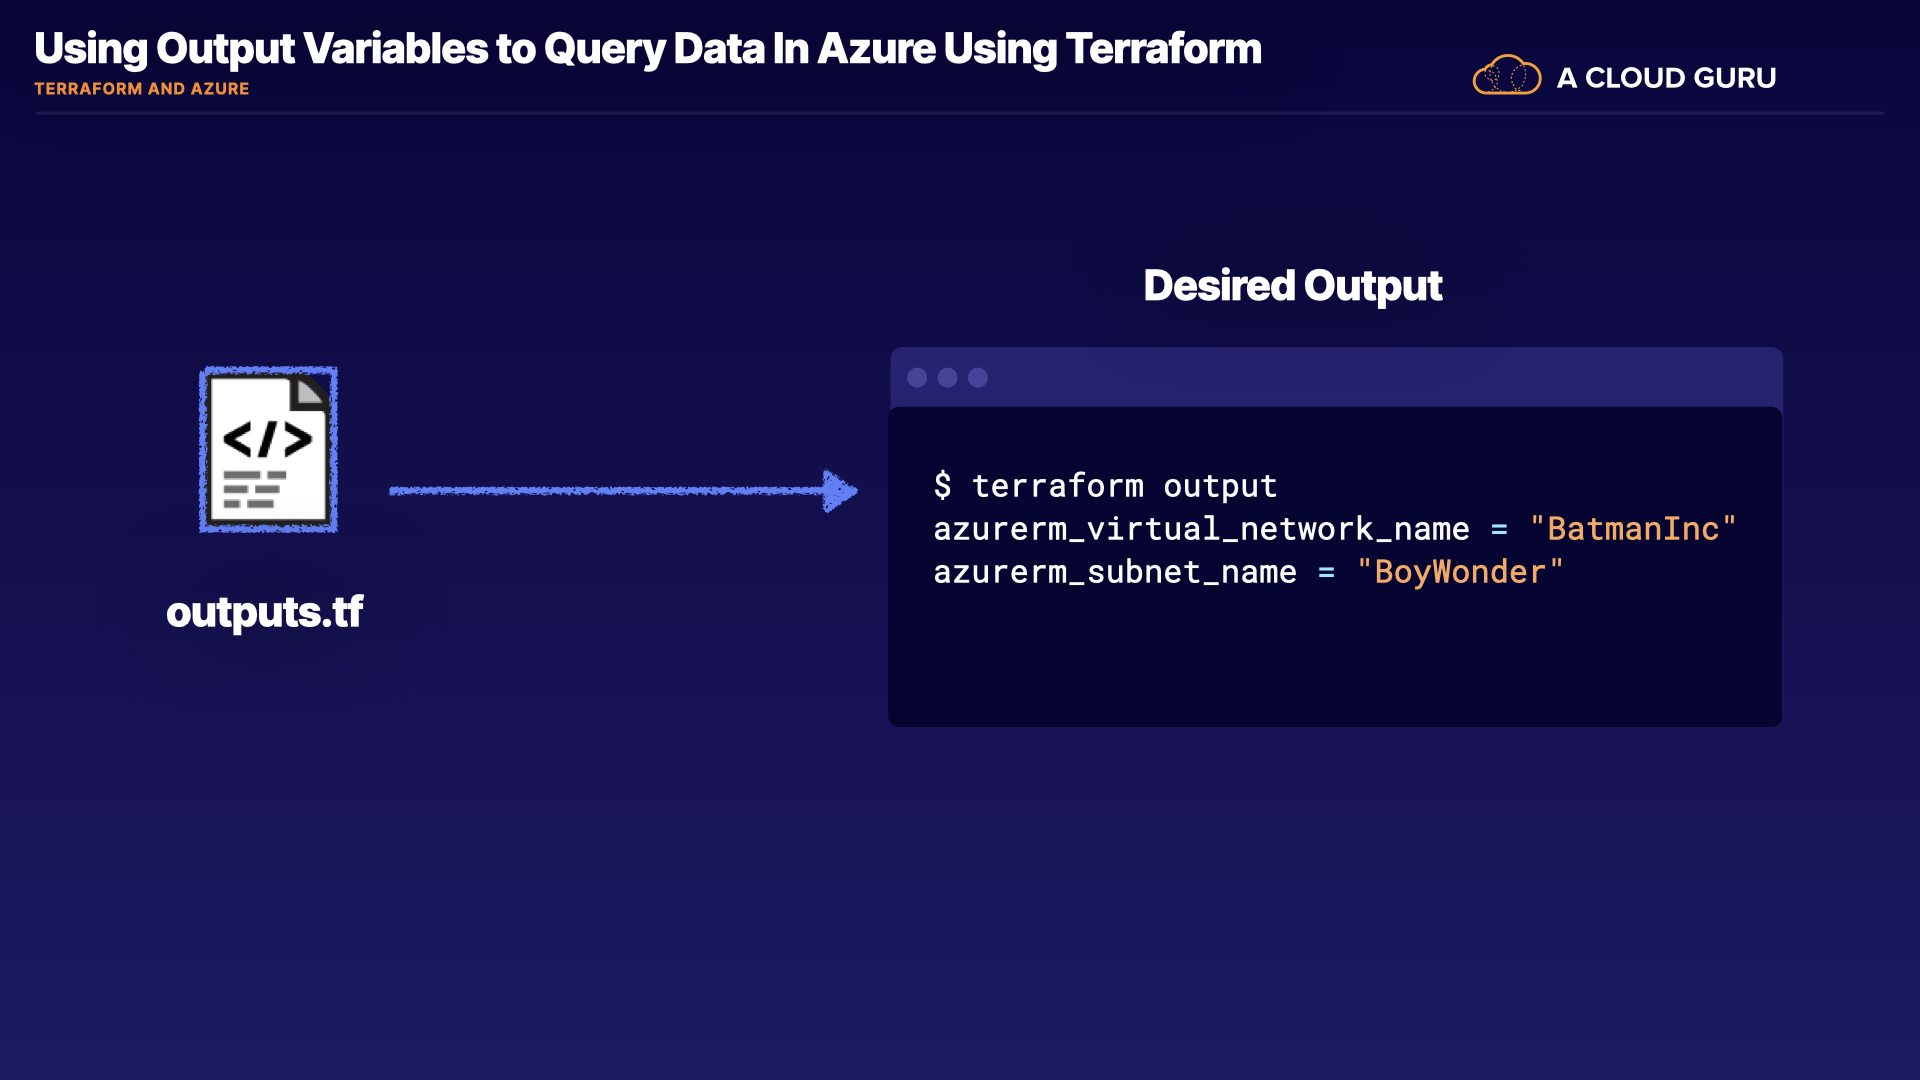 Using Output Variables to Query Data In Azure Using Terraform
TERRAFORM AND AZURE
A CLOUD GURU
Desired Output
</>
outputs.tf
$ terraform output
azurerm_virtual_network_name = "BatmanInc"
azurerm_subnet_name = "BoyWonder"